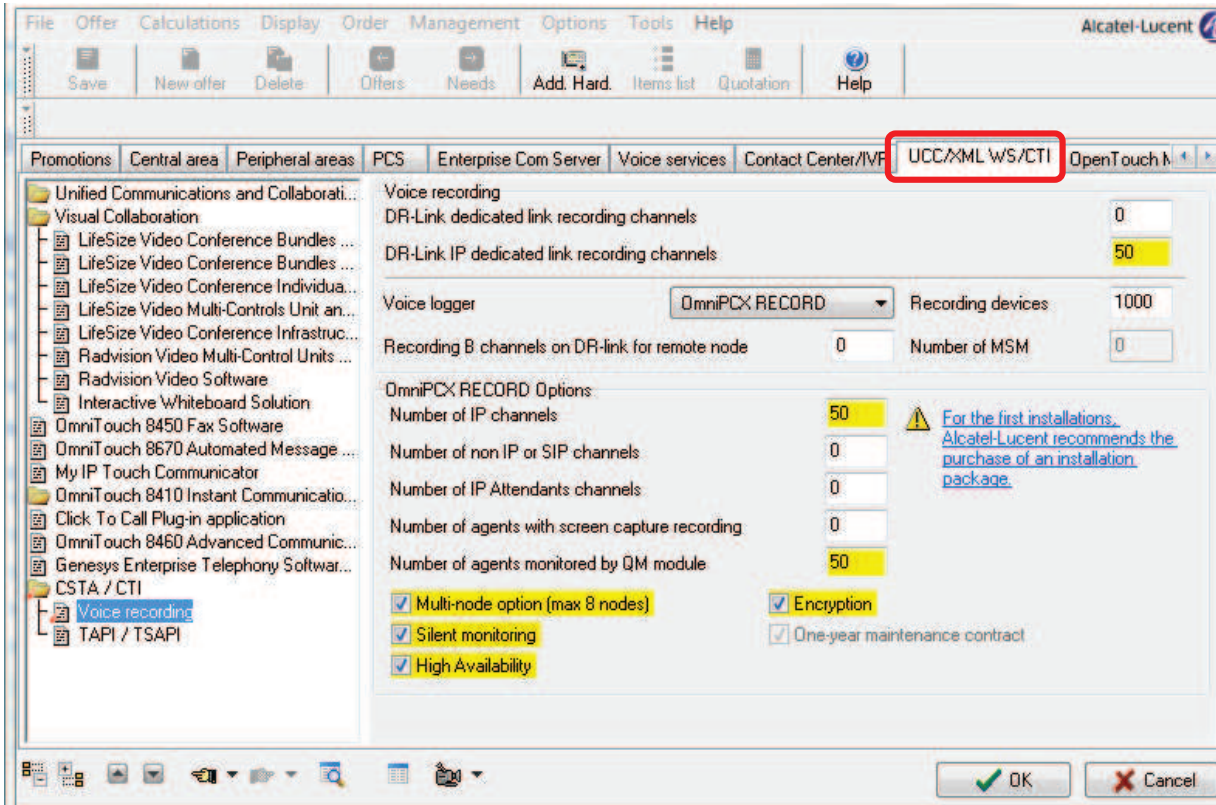 File Offer Calculations Display Order Management Options Tools Help
Alcatel-Lucent
Save New offer Delete Offers Needs Add. Hard. Items list Quotation Help
Promotions Central area Peripheral areas PCS Enterprise Com Server Voice services Contact Center/IVR UCC/XML WS/CTI OpenTouch
Unified Communications and Collaborati...
Visual Collaboration
LifeSize Video Conference Bundles ...
LifeSize Video Conference Bundles ...
LifeSize Video Conference Individua...
LifeSize Video Multi-Controls Unit an...
LifeSize Video Conference Infrastruc...
Radvision Video Multi-Control Units ...
Radvision Video Software
Interactive Whiteboard Solution
OmniTouch 8450 Fax Software
OmniTouch 8670 Automated Message ...
My IP Touch Communicator
OmniTouch 8410 Instant Communicatio...
Click To Call Plug-in application
OmniTouch 8460 Advanced Communic...
Genesys Enterprise Telephony Softwar...
CSTA / CTI
Voice recording
TAPI / TSAPI
Voice recording
DR-Link dedicated link recording channels 0
DR-Link IP dedicated link recording channels 50
Voice logger OmniPCX RECORD Recording devices 1000
Recording B channels on DR-link for remote node 0 Number of MSM 0
OmniPCX RECORD Options
Number of IP channels 50
Number of non IP or SIP channels 0
Number of IP Attendants channels 0
Number of agents with screen capture recording 0
Number of agents monitored by QM module 50
For the first installations,
Alcatel-Lucent recommends the
purchase of an installation
package.
Multi-node option (max 8 nodes) Encryption
Silent monitoring One-year maintenance contract
High Availability
OK Cancel